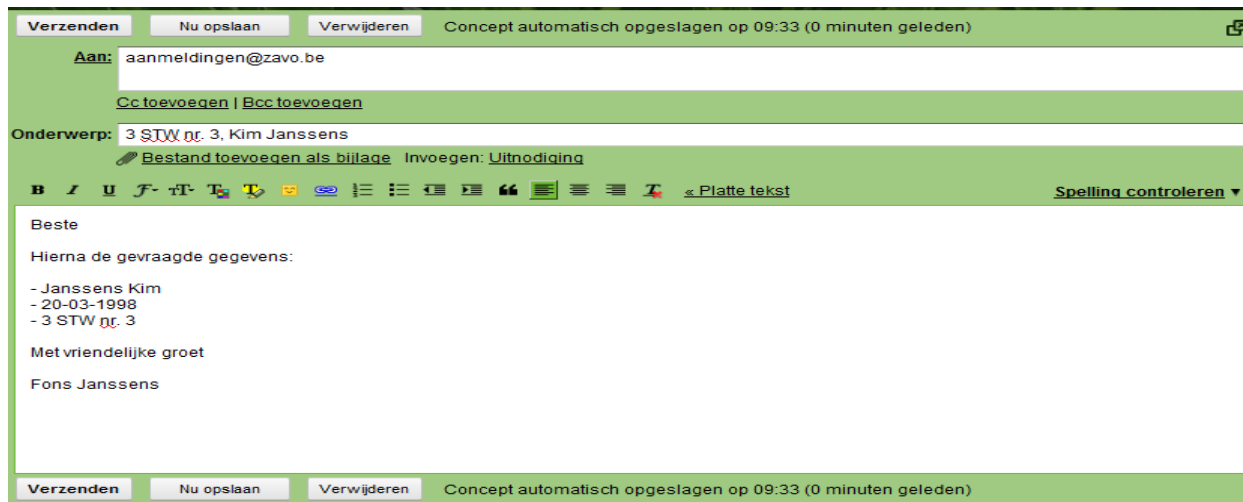 Verzenden Nu opslaan Verwijderen Concept automatisch opgeslagen op 09:33 (0 minuten geleden)
Aan: aanmeldingen@zavo.be
Cc toevoegen | Bcc toevoegen
Onderwerp: 3 STW nr. 3, Kim Janssens
Bestand toevoegen als bijlage Invoegen: Uitnodiging
B I U F- TT- T T « Platte tekst Spelling controleren ▼
Beste
Hierna de gevraagde gegevens:
- Janssens Kim
- 20-03-1998
- 3 STW nr. 3
Met vriendelijke groet
Fons Janssens
Verzenden Nu opslaan Verwijderen Concept automatisch opgeslagen op 09:33 (0 minuten geleden)